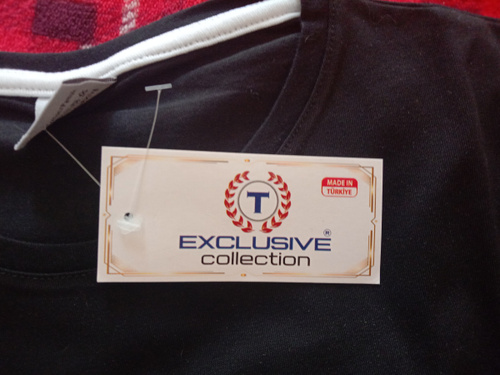 T
MADE IN
TÜRKİYE
EXCLUSIVE®
collection